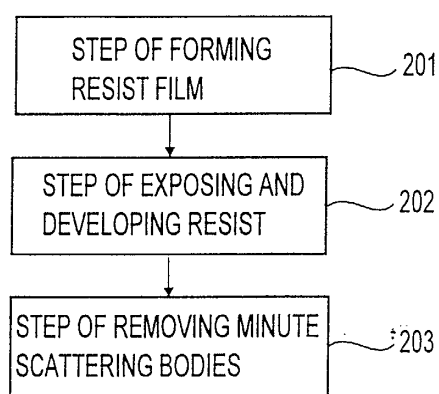 STEP OF FORMING
RESIST FILM
201
STEP OF EXPOSING AND
DEVELOPING RESIST
202
STEP OF REMOVING MINUTE
SCATTERING BODIES
203